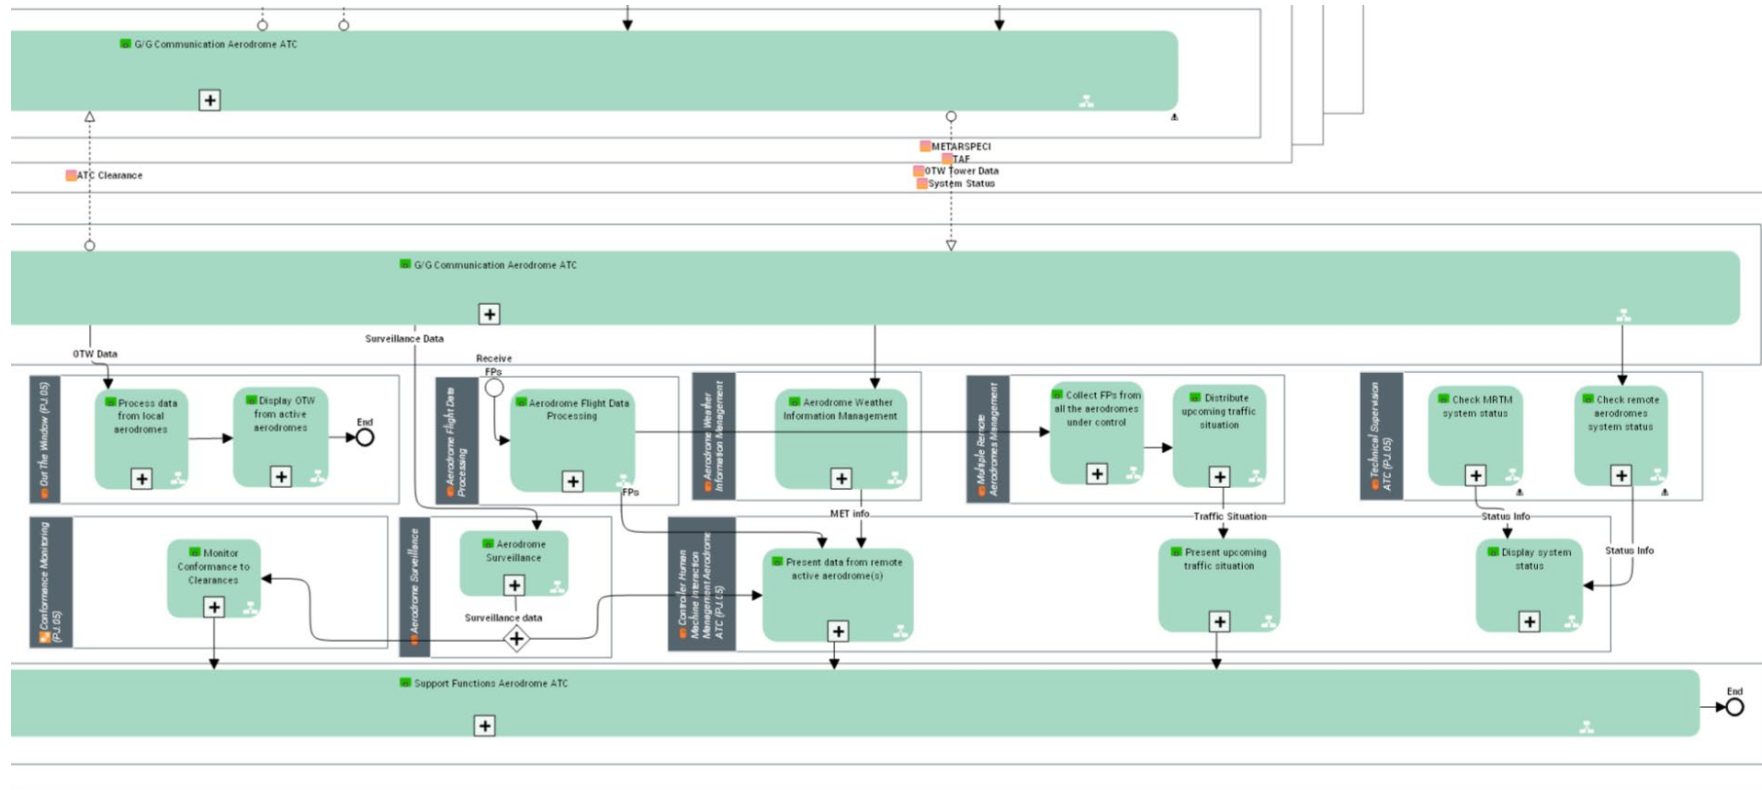 G/G Communication Aerodrome ATC
METARSPECI
TAF
OTW Tower Data
System Status
ATC Clearance
G/G Communication Aerodrome ATC
Surveillance Data
OTW Data
Receive
FPs
Out The Window (PJ.05)
Process data
from local
aerodromes
Display OTW
from active
aerodromes
End
Aerodrome Flight Data
Processing
Aerodrome Flight Data
Processing
FPs
Aerodrome Weather
Information Management
Aerodrome Weather
Information Management
MET info
Multiple Remote
Aerodromes Management
Collect FPs from
all the aerodromes
under control
Distribute
upcoming traffic
situation
Traffic Situation
Technical Supervision
ATC (PJ.05)
Check MRTM
system status
Check remote
aerodromes
system status
Status Info
Status Info
Conformance Monitoring
(PJ.05)
Monitor
Conformance to
Clearances
Aerodrome Surveillance
Aerodrome
Surveillance
Surveillance data
Controller Human
Machine Interaction
Management Aerodrome
ATC (PJ.05)
Present data from remote
active aerodrome(s)
Present upcoming
traffic situation
Display system
status
Support Functions Aerodrome ATC
End